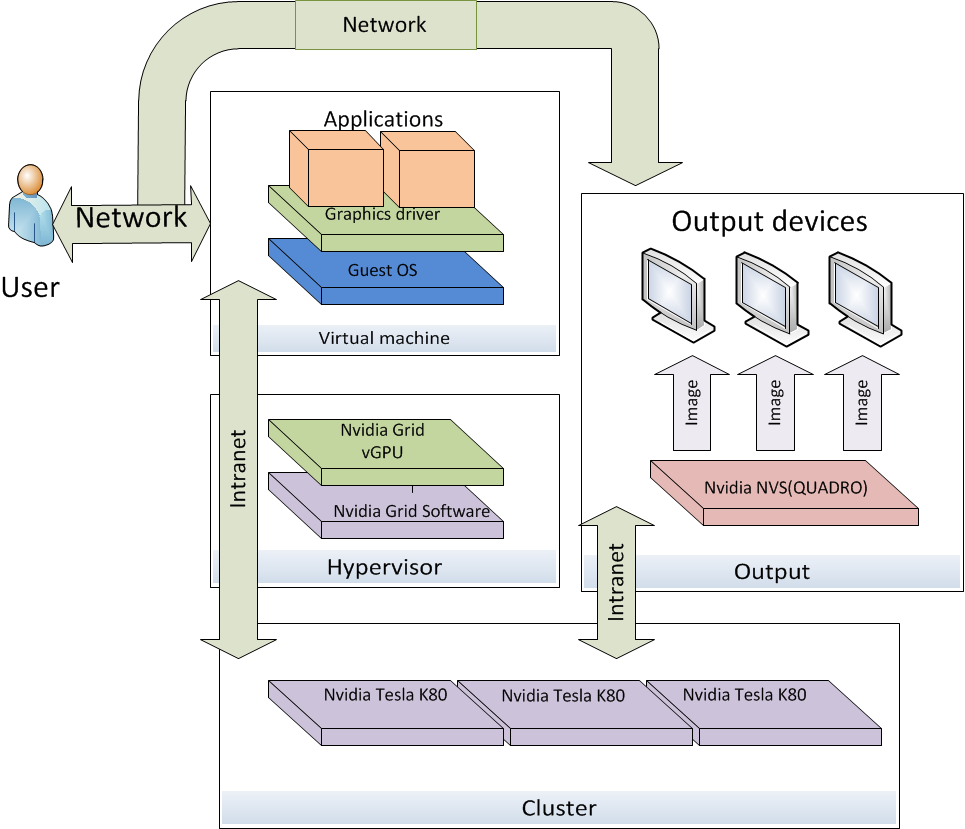 Network
Applications
Graphics driver
Guest OS
Virtual machine
Network
User
Output devices
Image
Image
Image
Nvidia NVS(QUADRO)
Output
Nvidia Grid
vGPU
Nvidia Grid Software
Hypervisor
Intranet
Intranet
Nvidia Tesla K80
Nvidia Tesla K80
Nvidia Tesla K80
Cluster